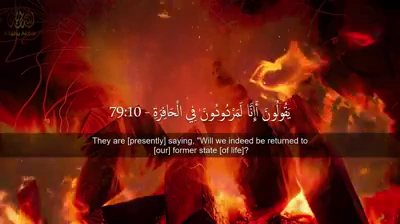 يَقُولُونَ أَإِنَّا لَمَرْدُودُونَ فِي الْحَافِرَةِ - 79:10
They are [presently] saying, "Will we indeed be returned to
[our] former state [of life]?